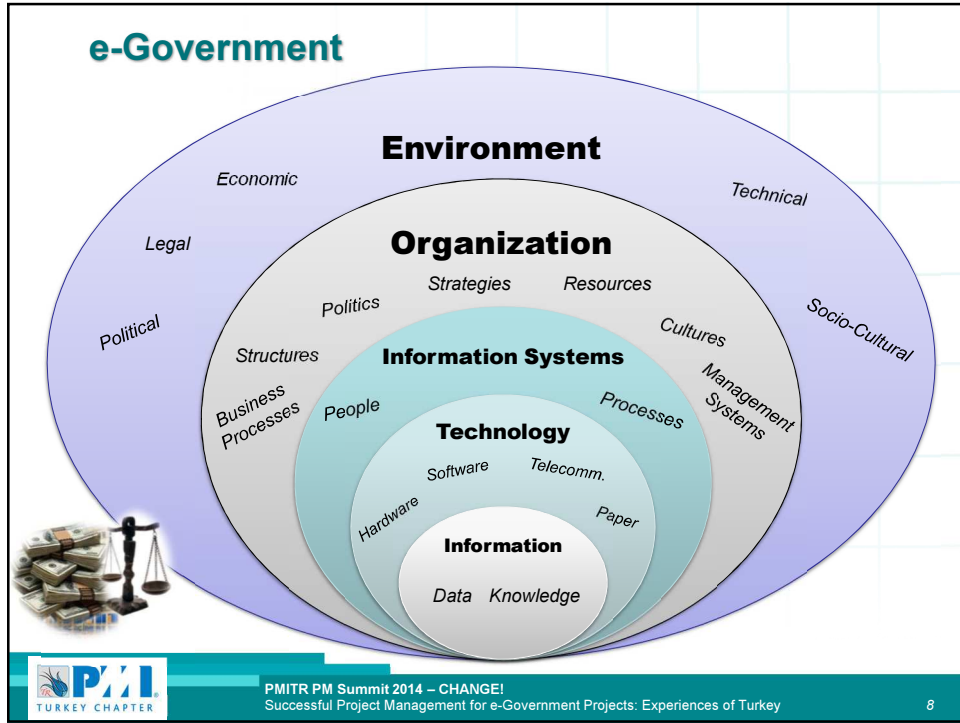 e-Government
Environment
Economic
Technical
Legal
Organization
Strategies
Resources
Politics
Political
Cultures
Socio-Cultural
Structures
Information Systems
Management
Systems
Business
Processes
People
Processes
Technology
Software
Telecomm.
Hardware
Paper
Information
Data Knowledge
TR
PMI.
TURKEY CHAPTER
PMITR PM Summit 2014 – CHANGE!
Successful Project Management for e-Government Projects: Experiences of Turkey
8